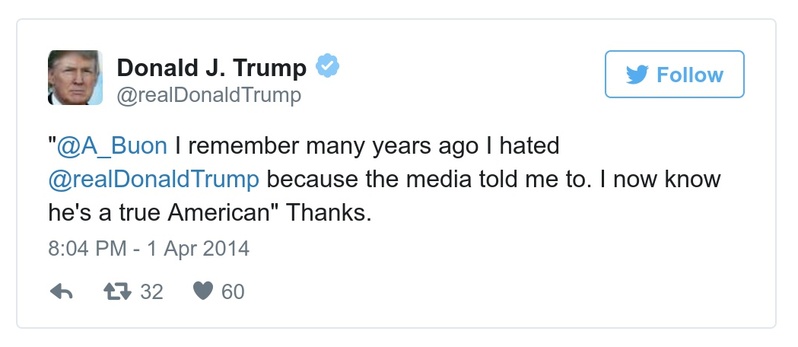 Donald J. Trump
@realDonaldTrump
Follow
"@A_Buon I remember many years ago I hated
@realDonaldTrump because the media told me to. I now know
he's a true American" Thanks.
8:04 PM - 1 Apr 2014
32 60